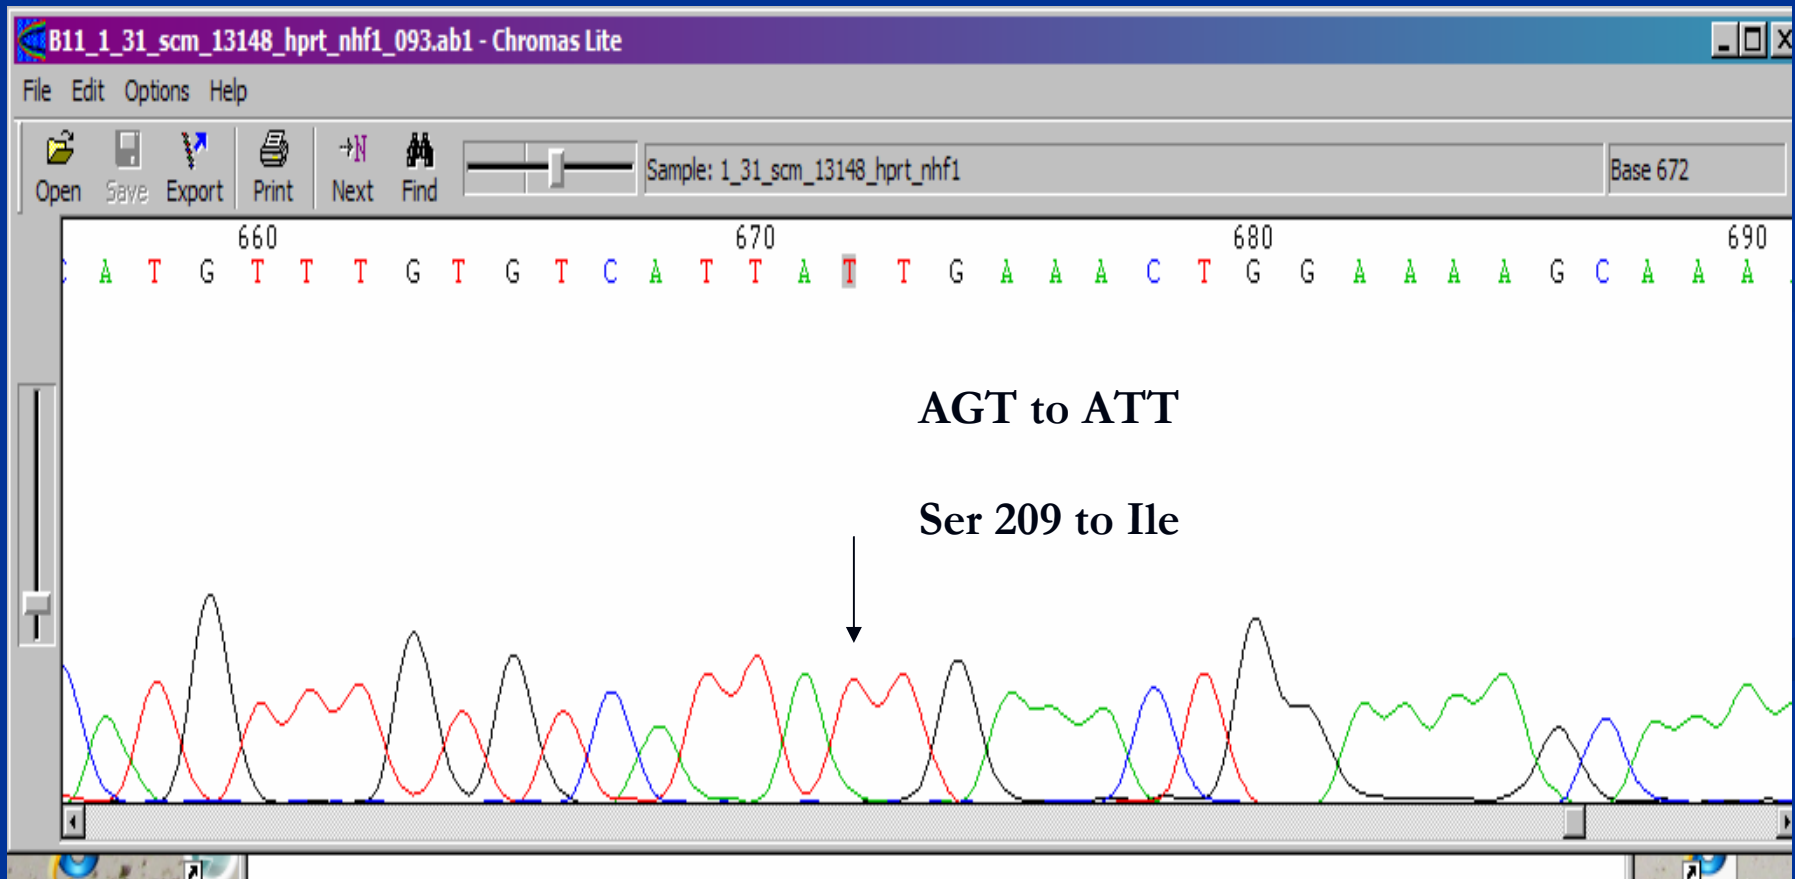 B11_1_31_scm_13148_hprt_nhf1_093.ab1 - Chromas Lite
File Edit Options Help
→N
Open Save Export Print Next Find Sample: 1_31_scm_13148_hprt_nhf1 Base 672
660 670 680 690
C A T G T T T G T G T C A T T A T T G A A A C T G G A A A A G C A A A
AGT to ATT
Ser 209 to Ile